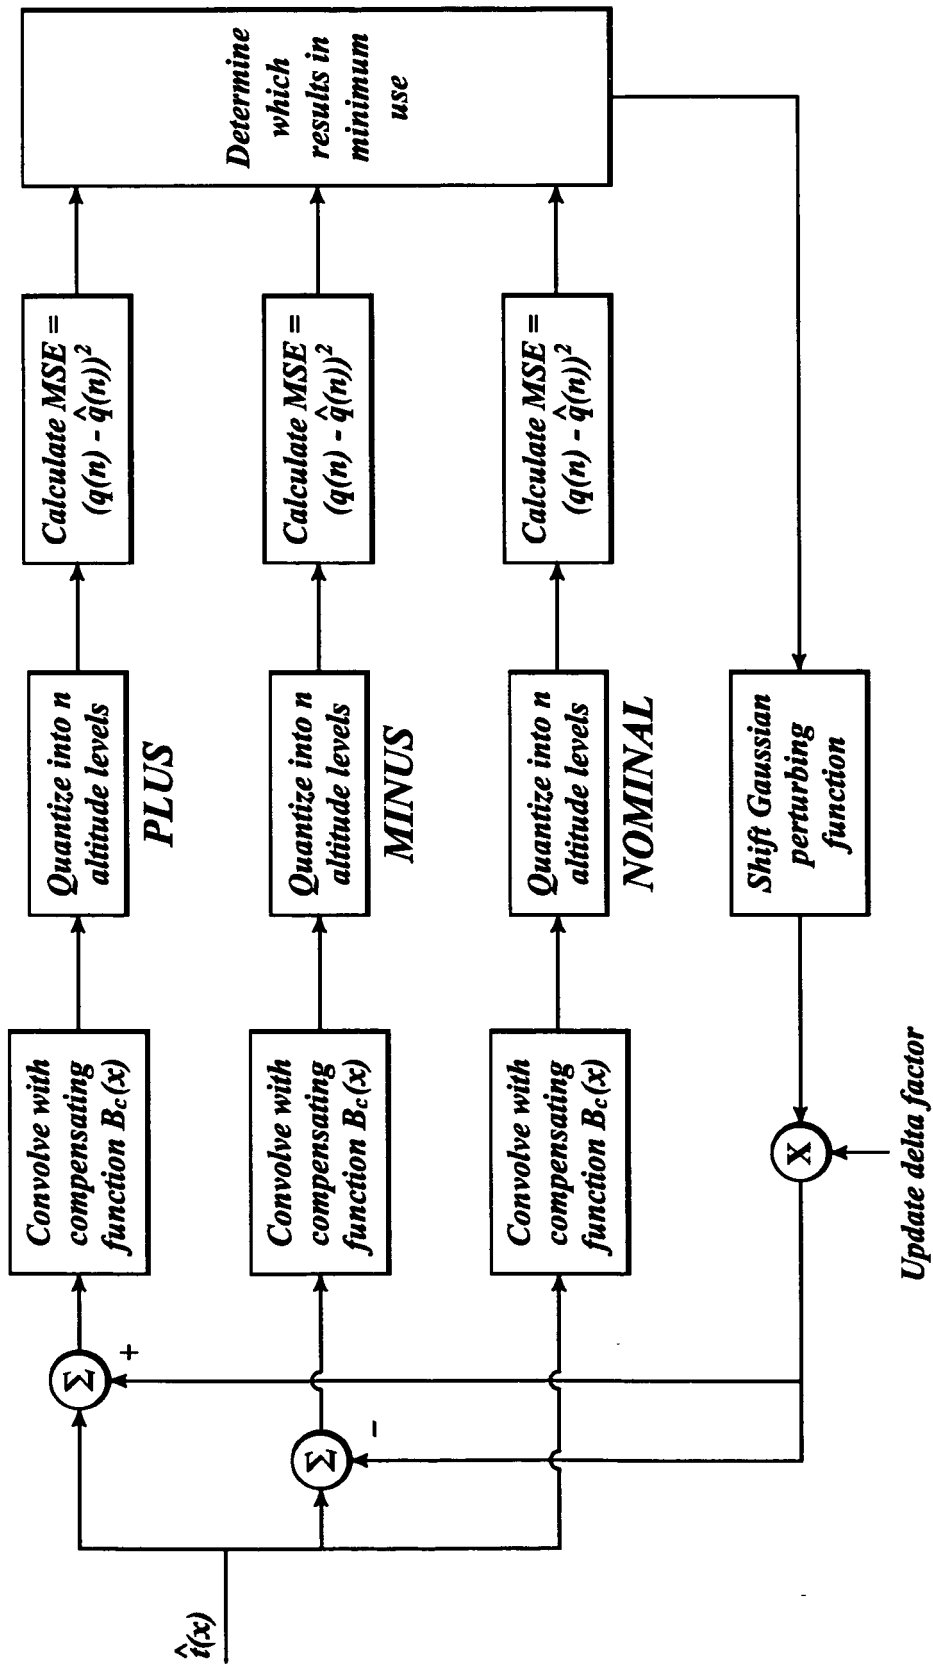 t̂(x)
Σ
+
Convolve with
compensating
function B_c(x)
Quantize into n
altitude levels
PLUS
Calculate MSE =
(q(n) - q̂(n))²
Σ
-
Convolve with
compensating
function B_c(x)
Quantize into n
altitude levels
MINUS
Calculate MSE =
(q(n) - q̂(n))²
Convolve with
compensating
function B_c(x)
Quantize into n
altitude levels
NOMINAL
Calculate MSE =
(q(n) - q̂(n))²
Determine
which
results in
minimum
use
Shift Gaussian
perturbing
function
X
Update delta factor